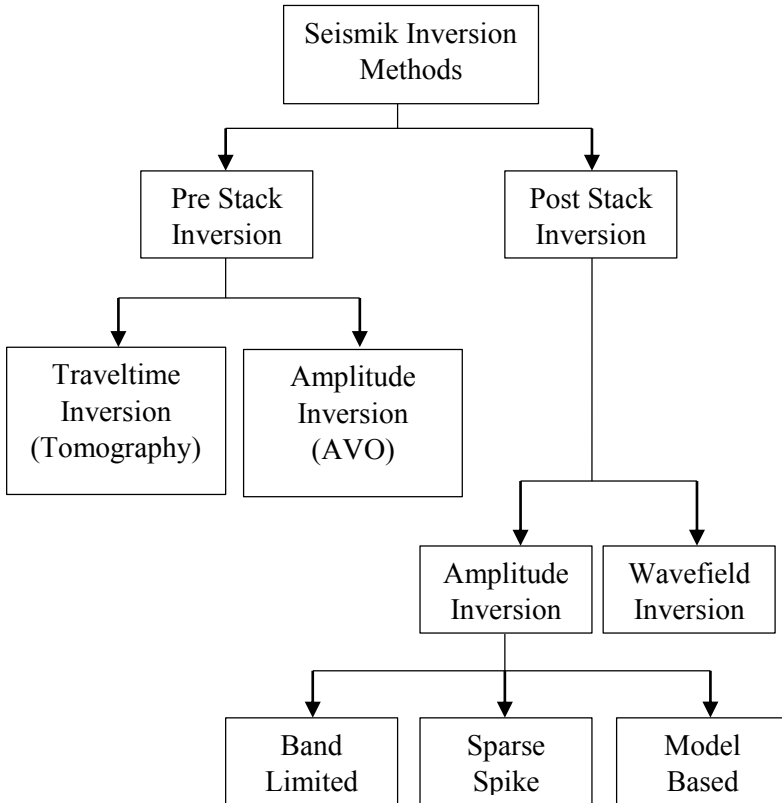 Seismik Inversion
Methods
Pre Stack
Inversion
Post Stack
Inversion
Traveltime
Inversion
(Tomography)
Amplitude
Inversion
(AVO)
Amplitude
Inversion
Wavefield
Inversion
Band
Limited
Sparse
Spike
Model
Based